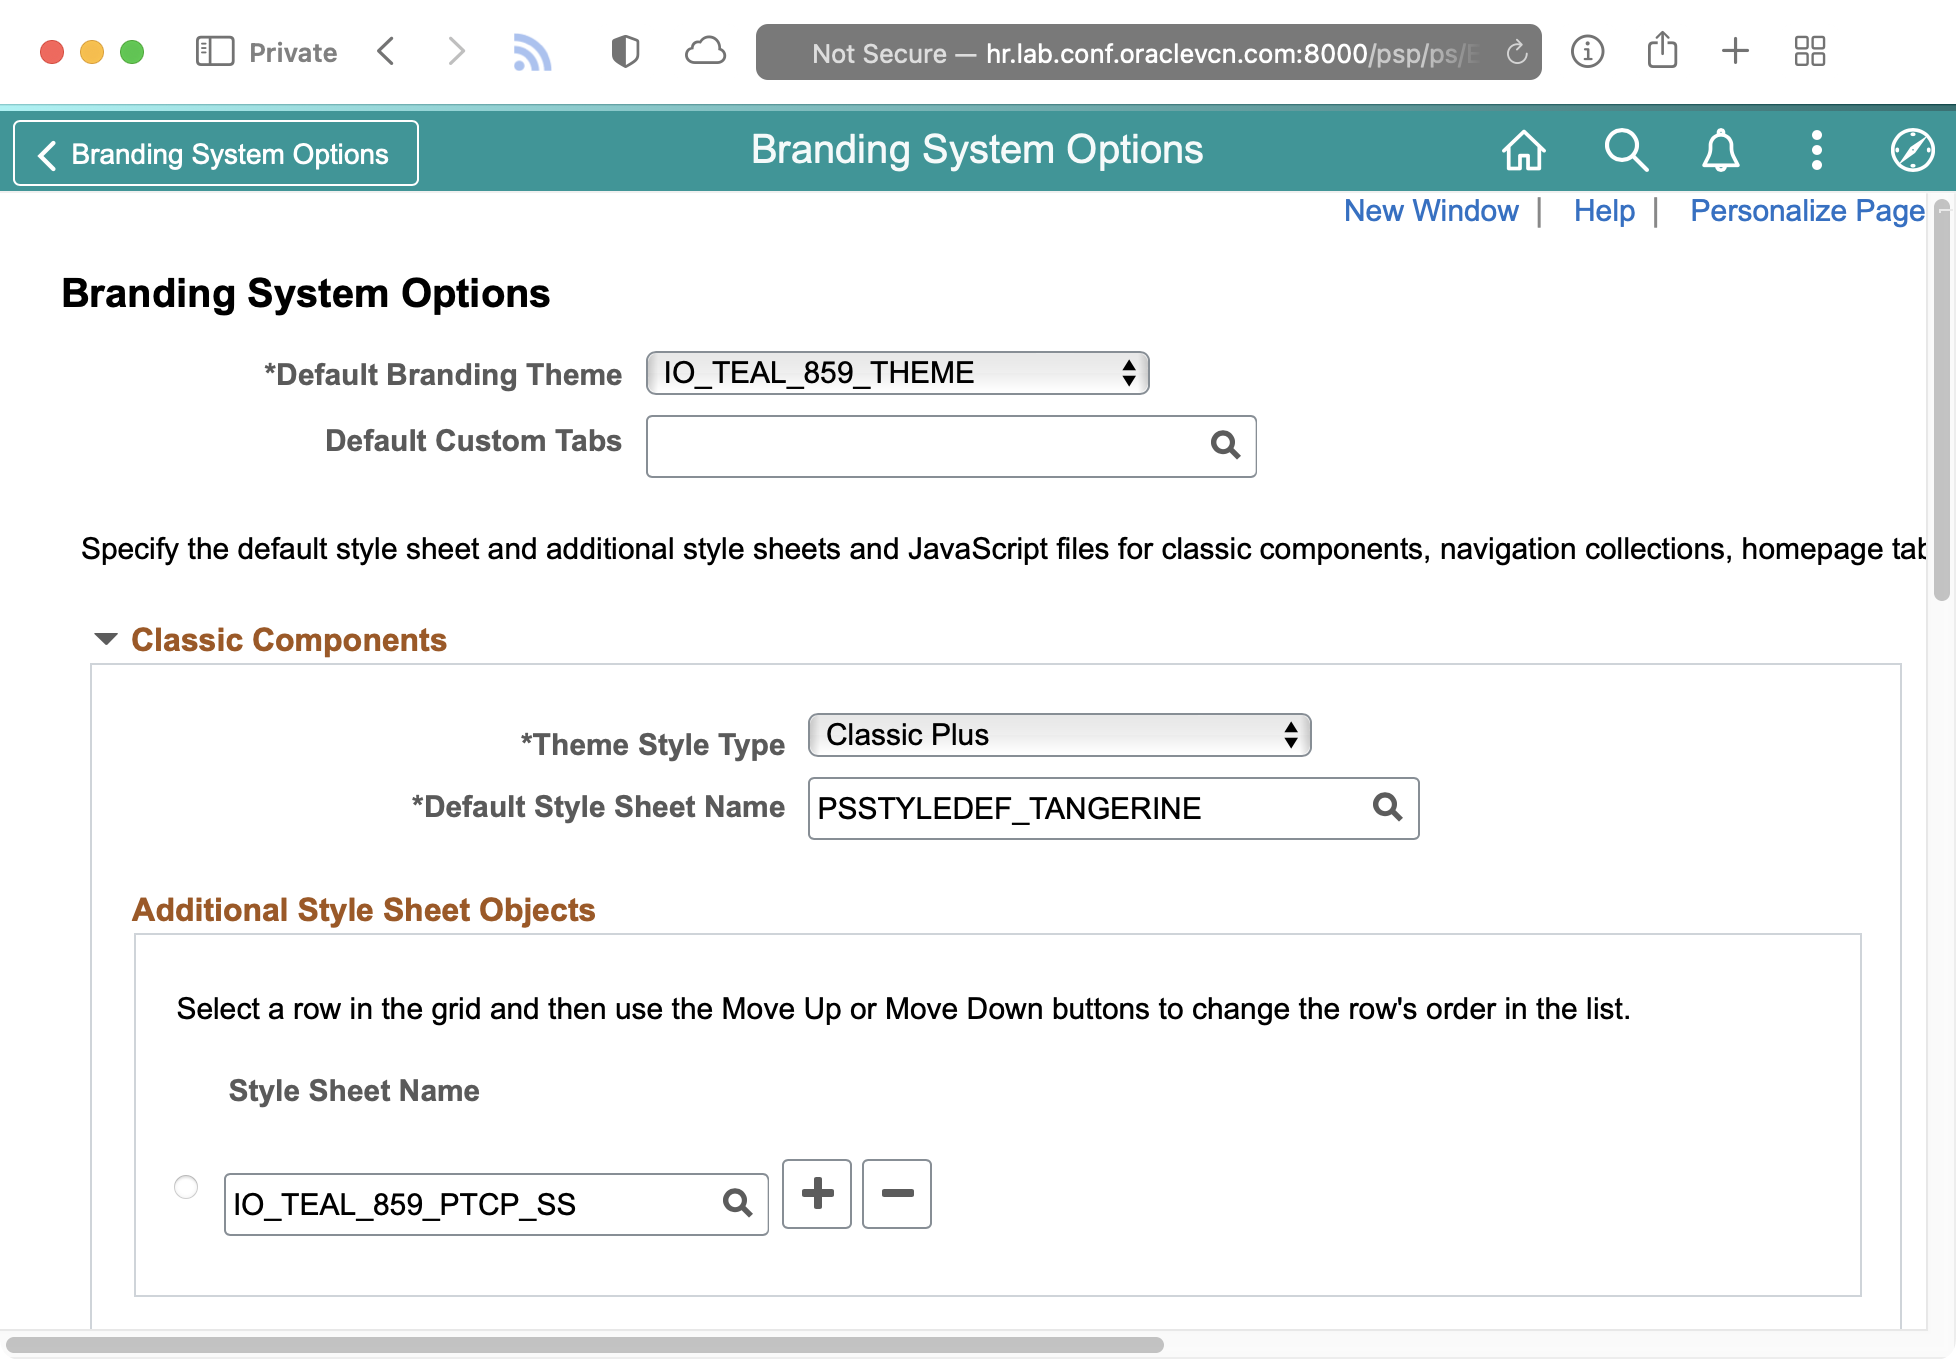 Private
Not Secure — hr.lab.conf.oraclevcn.com:8000/psp/ps/E
Branding System Options
Branding System Options
New Window | Help | Personalize Page
Branding System Options
*Default Branding Theme IO_TEAL_859_THEME
Default Custom Tabs
Specify the default style sheet and additional style sheets and JavaScript files for classic components, navigation collections, homepage tab
Classic Components
*Theme Style Type Classic Plus
*Default Style Sheet Name PSSTYLEDEF_TANGERINE
Additional Style Sheet Objects
Select a row in the grid and then use the Move Up or Move Down buttons to change the row's order in the list.
Style Sheet Name
IO_TEAL_859_PTCP_SS